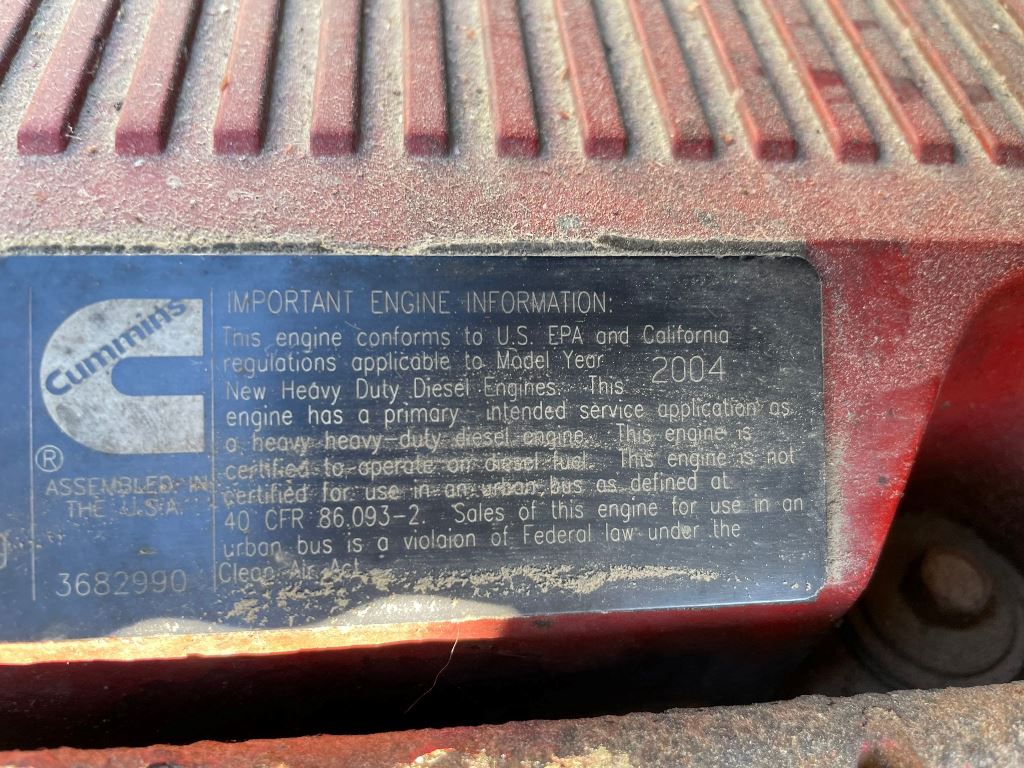 Cummins
®
ASSEMBLED IN
THE U.S.A.
3682990
IMPORTANT ENGINE INFORMATION:
This engine conforms to U.S. EPA and California
regulations applicable to Model Year 2004
New Heavy Duty Diesel Engines. This
engine has a primary intended service application as
a heavy heavy-duty diesel engine. This engine is
certified to operate on diesel fuel. This engine is not
certified for use in an urban bus as defined at
40 CFR 86.093-2. Sales of this engine for use in an
urban bus is a violaion of Federal law under the
Clean Air Act.